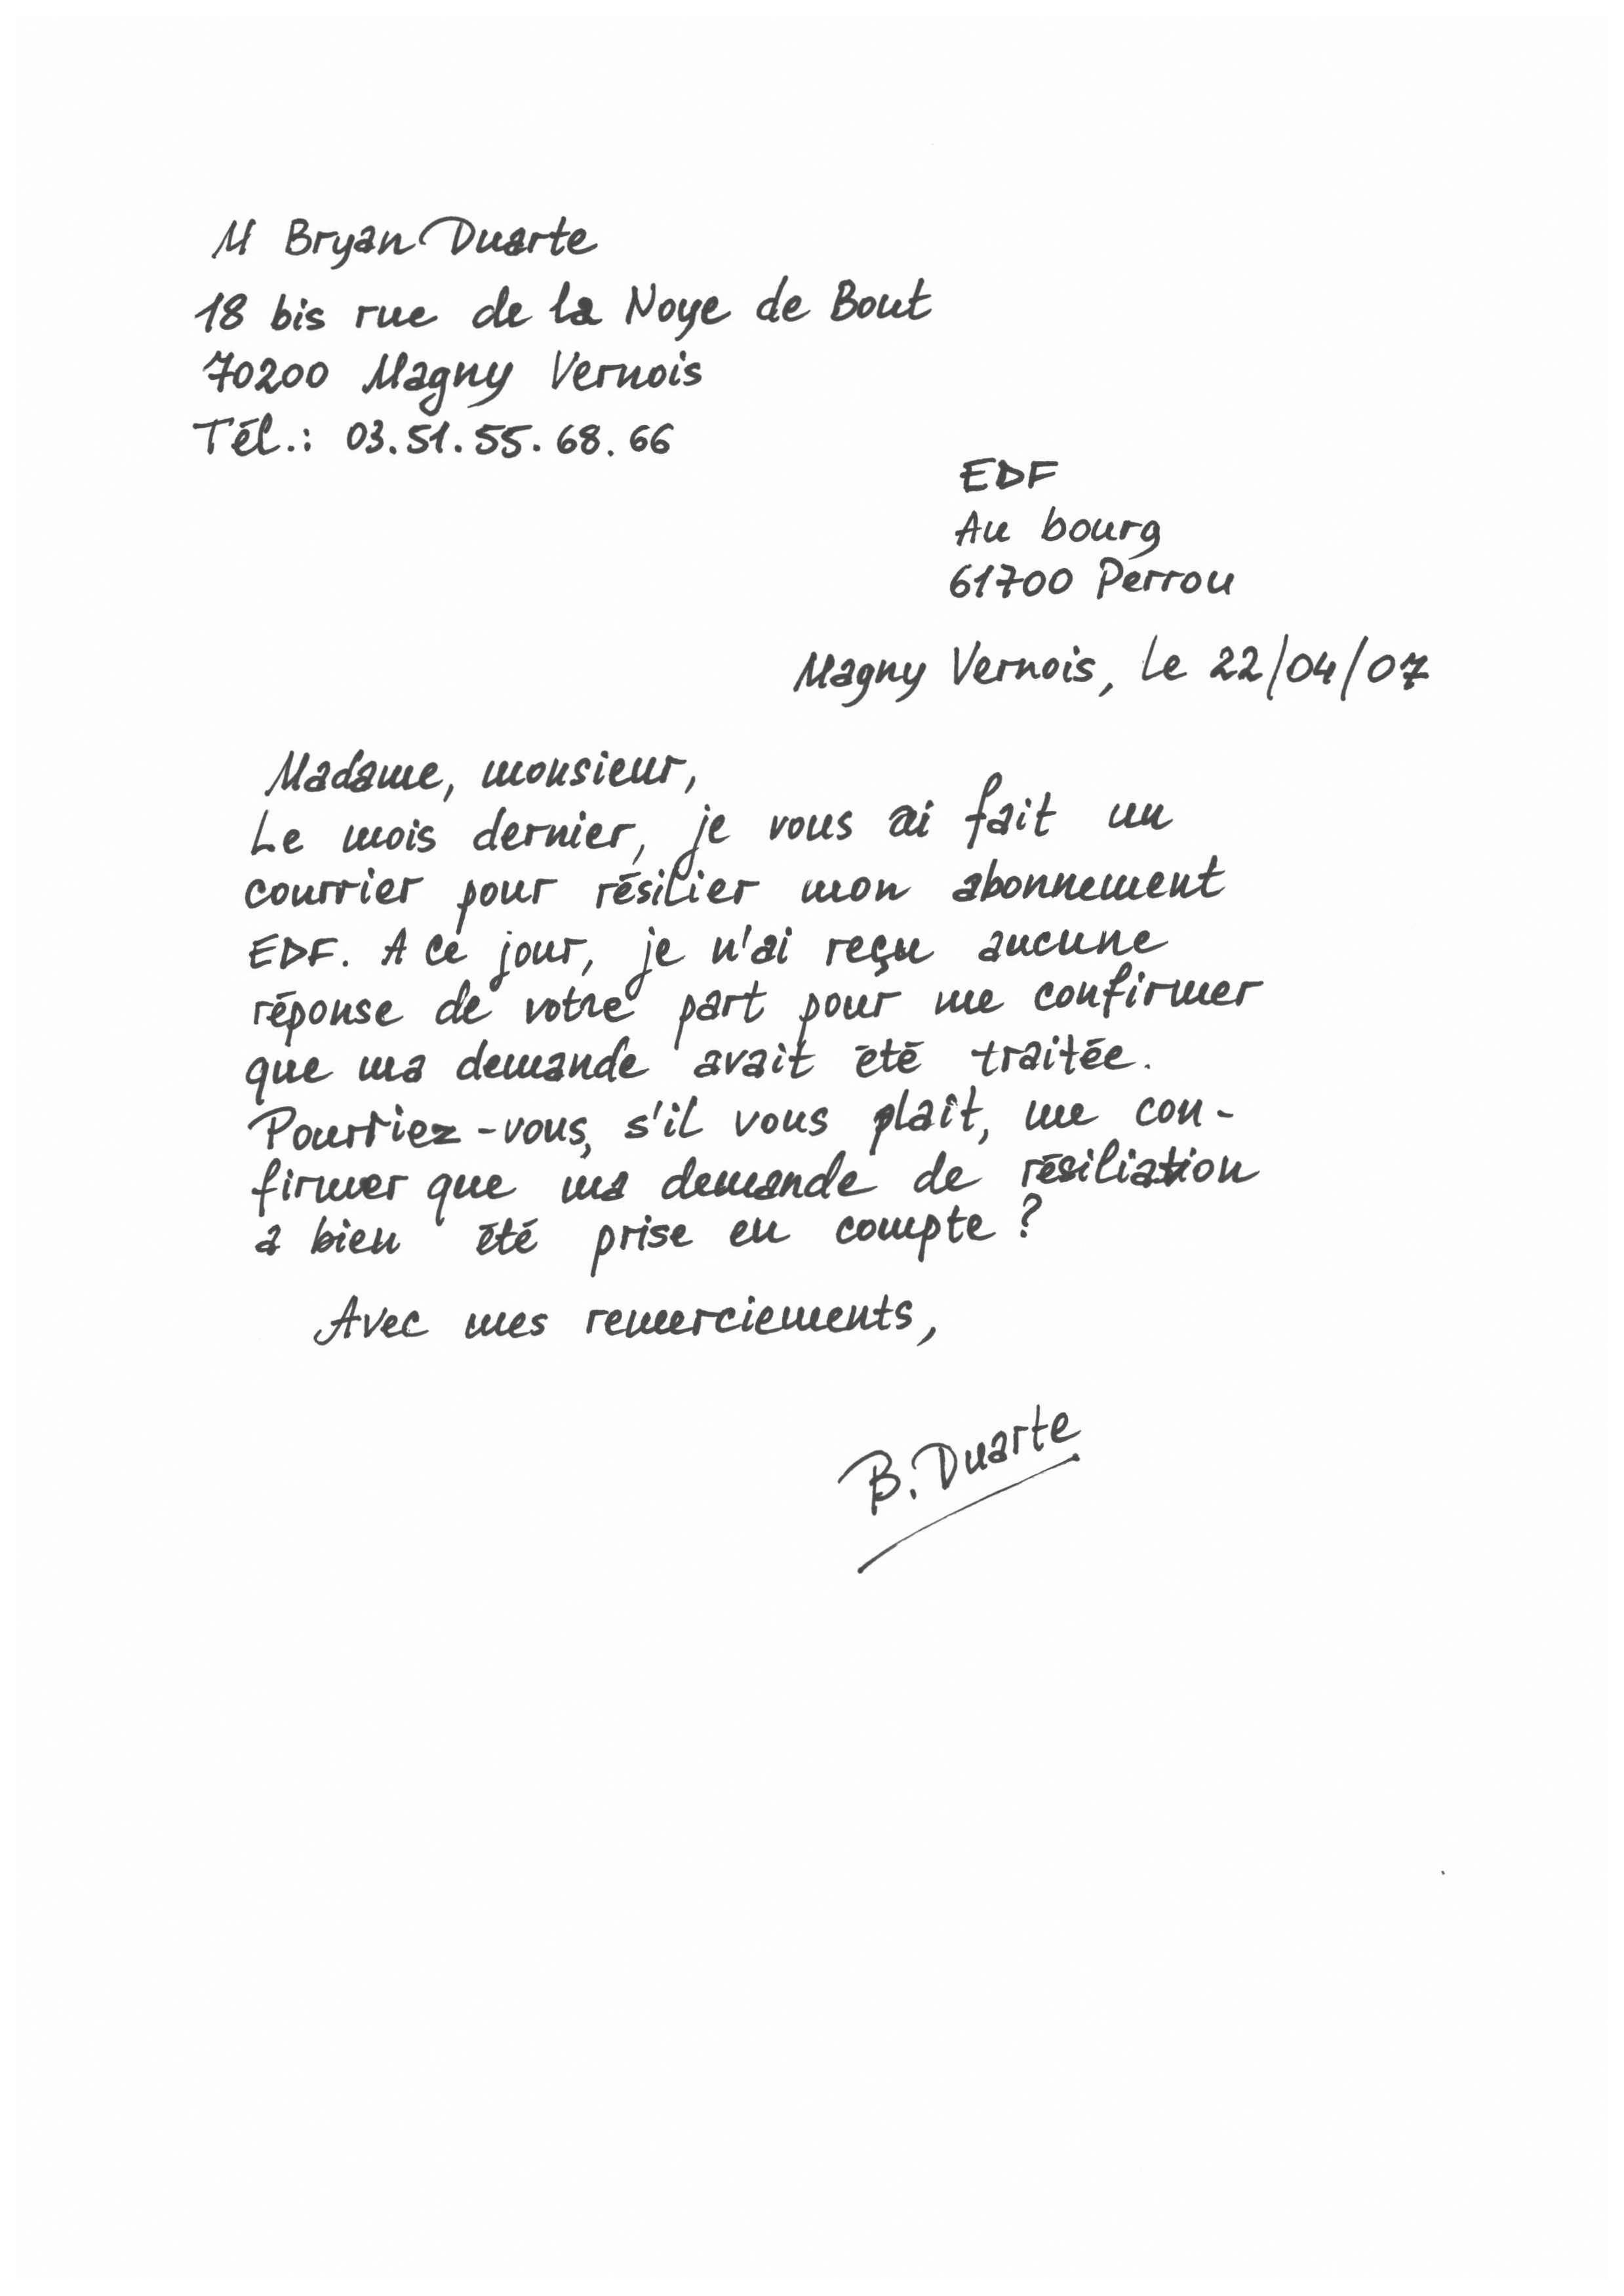 M Bryan Duarte
18 bis rue de la Noye de Bout
70200 Magny Vernois
Tél.: 03.51.55.68.66
EDF
Au bourg
61700 Perrou
Magny Vernois, le 22/04/07
Madame, monsieur,
Le mois dernier, je vous ai fait un
courrier pour résilier mon abonnement
EDF. A ce jour, je n'ai reçu aucune
réponse de votre part pour me confirmer
que ma demande avait été traitée.
Pourriez-vous, s'il vous plaît, me con-
firmer que ma demande de résiliation
a bien été prise en compte ?
Avec mes remerciements,
B. Duarte